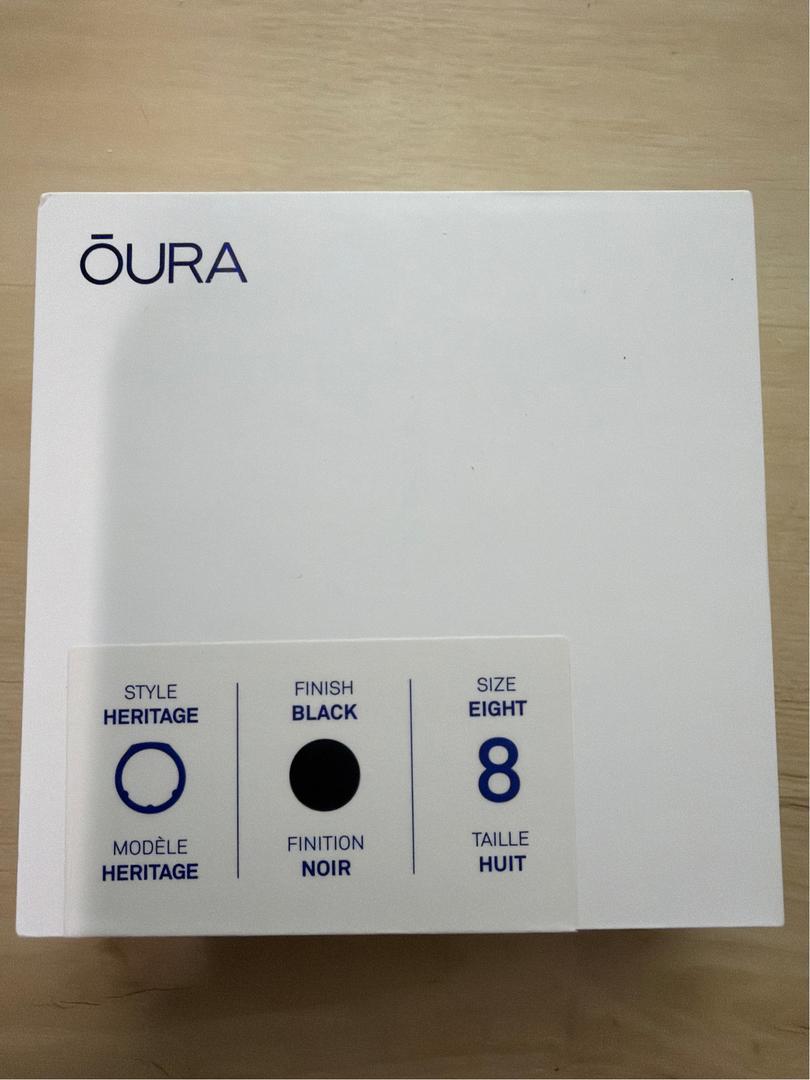 ŌURA
STYLE
HERITAGE
MODÈLE
HERITAGE
FINISH
BLACK
FINITION
NOIR
SIZE
EIGHT
8
TAILLE
HUIT